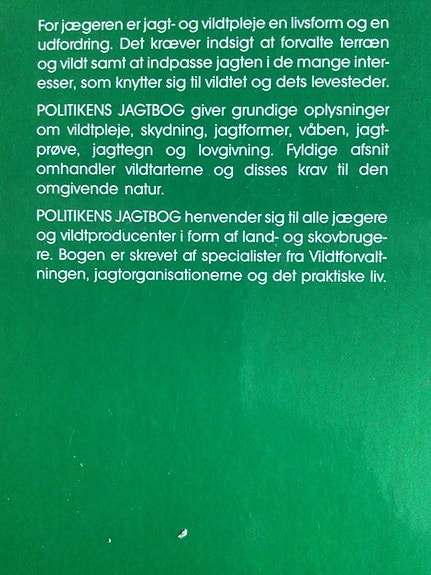 For jægeren er jagt- og vildtpleje en livsform og en
udfordring. Det kræver indsigt at forvalte terræn
og vildt samt at indpasse jagten i de mange inter-
esser, som knytter sig til vildtet og dets levesteder.
POLITIKENS JAGTBOG giver grundige oplysninger
om vildtpleje, skydning, jagtformer, våben, jagt-
prøve, jagttegn og lovgivning. Fyldige afsnit
omhandler vildtarterne og disses krav til den
omgivende natur.
POLITIKENS JAGTBOG henvender sig til alle jægere
og vildtproducenter i form af land- og skovbruge-
re. Bogen er skrevet af specialister fra Vildtforvalt-
ningen, jagtorganisationerne og det praktiske liv.